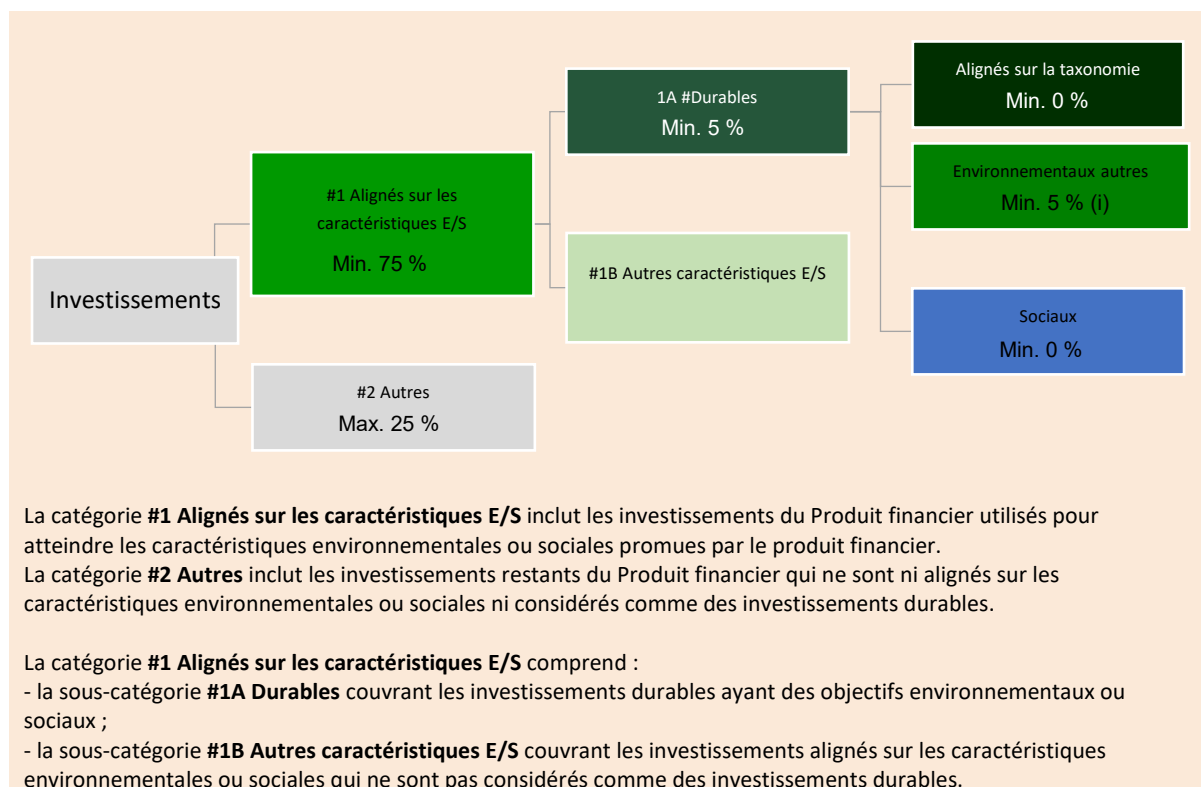 Investissements
#1 Alignés sur les
caractéristiques E/S
Min. 75 %
#2 Autres
Max. 25 %
1A #Durables
Min. 5 %
#1B Autres caractéristiques E/S
Alignés sur la taxonomie
Min. 0 %
Environnementaux autres
Min. 5 % (i)
Sociaux
Min. 0 %
La catégorie #1 Alignés sur les caractéristiques E/S inclut les investissements du Produit financier utilisés pour
atteindre les caractéristiques environnementales ou sociales promues par le produit financier.
La catégorie #2 Autres inclut les investissements restants du Produit financier qui ne sont ni alignés sur les
caractéristiques environnementales ou sociales ni considérés comme des investissements durables.
La catégorie #1 Alignés sur les caractéristiques E/S comprend :
- la sous-catégorie #1A Durables couvrant les investissements durables ayant des objectifs environnementaux ou
sociaux ;
- la sous-catégorie #1B Autres caractéristiques E/S couvrant les investissements alignés sur les caractéristiques
environnementales ou sociales qui ne sont pas considérés comme des investissements durables.